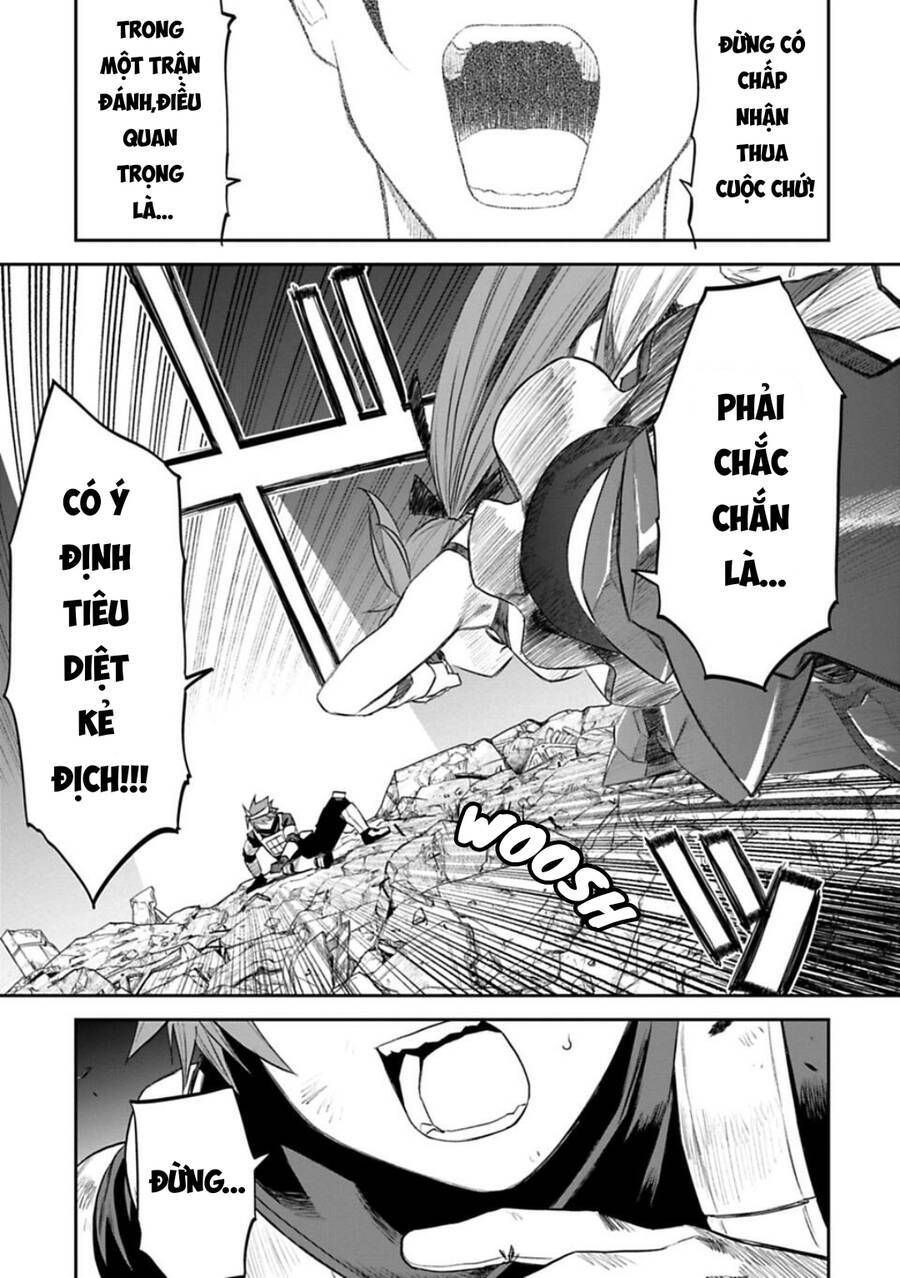 ĐỪNG CÓ
CHẤP
NHẬN
THUA
CUỘC CHỨ!
TRONG
MỘT TRẬN
ĐÁNH,ĐIỀU
QUAN
TRỌNG
LÀ...
PHẢI
CHẮC
CHẮN
LÀ...
CÓ Ý
ĐỊNH
TIÊU
DIỆT
KẺ
ĐỊCH!!!
WOOSH
ĐỪNG...